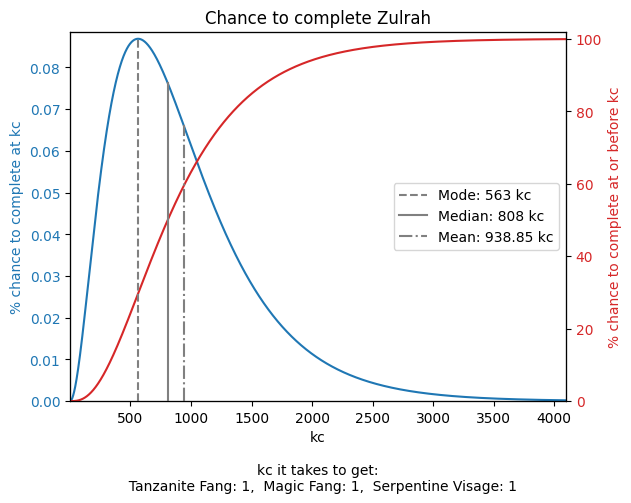 Chance to complete Zulrah
% chance to complete at kc
0.08
0.07
0.06
0.05
0.04
0.03
0.02
0.01
0.00
500
1000
1500
2000
2500
3000
3500
4000
kc
100
80
60
40
20
0
% chance to complete at or before kc
Mode: 563 kc
Median: 808 kc
Mean: 938.85 kc
kc it takes to get:
Tanzanite Fang: 1,  Magic Fang: 1,  Serpentine Visage: 1